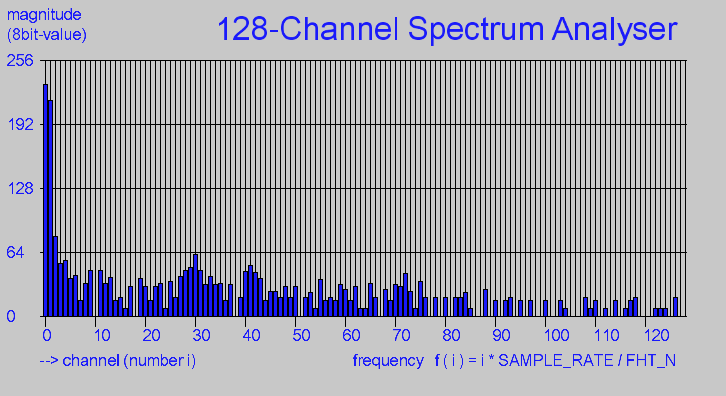 magnitude
(8bit-value)
128-Channel Spectrum Analyser
256
192
128
64
0
0 10 20 30 40 50 60 70 80 90 100 110 120
--> channel (number i)
frequency f ( i ) = i * SAMPLE_RATE / FHT_N